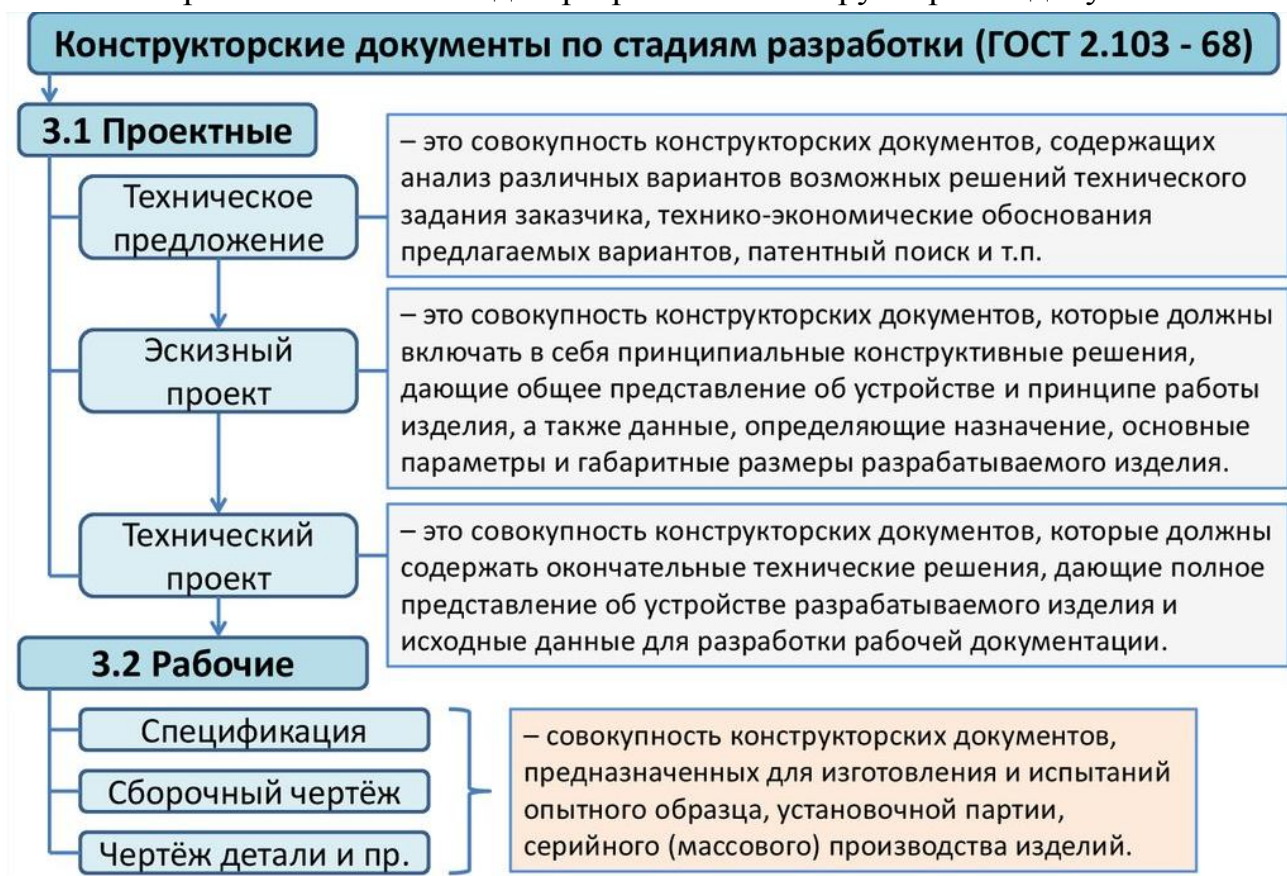 Конструкторские документы по стадиям разработки (ГОСТ 2.103 - 68)
3.1 Проектные
Техническое
предложение
– это совокупность конструкторских документов, содержащих
анализ различных вариантов возможных решений технического
задания заказчика, технико-экономические обоснования
предлагаемых вариантов, патентный поиск и т.п.
Эскизный
проект
– это совокупность конструкторских документов, которые должны
включать в себя принципиальные конструктивные решения,
дающие общее представление об устройстве и принципе работы
изделия, а также данные, определяющие назначение, основные
параметры и габаритные размеры разрабатываемого изделия.
Технический
проект
– это совокупность конструкторских документов, которые должны
содержать окончательные технические решения, дающие полное
представление об устройстве разрабатываемого изделия и
исходные данные для разработки рабочей документации.
3.2 Рабочие
Спецификация
Сборочный чертёж
Чертёж детали и пр.
– совокупность конструкторских документов,
предназначенных для изготовления и испытаний
опытного образца, установочной партии,
серийного (массового) производства изделий.